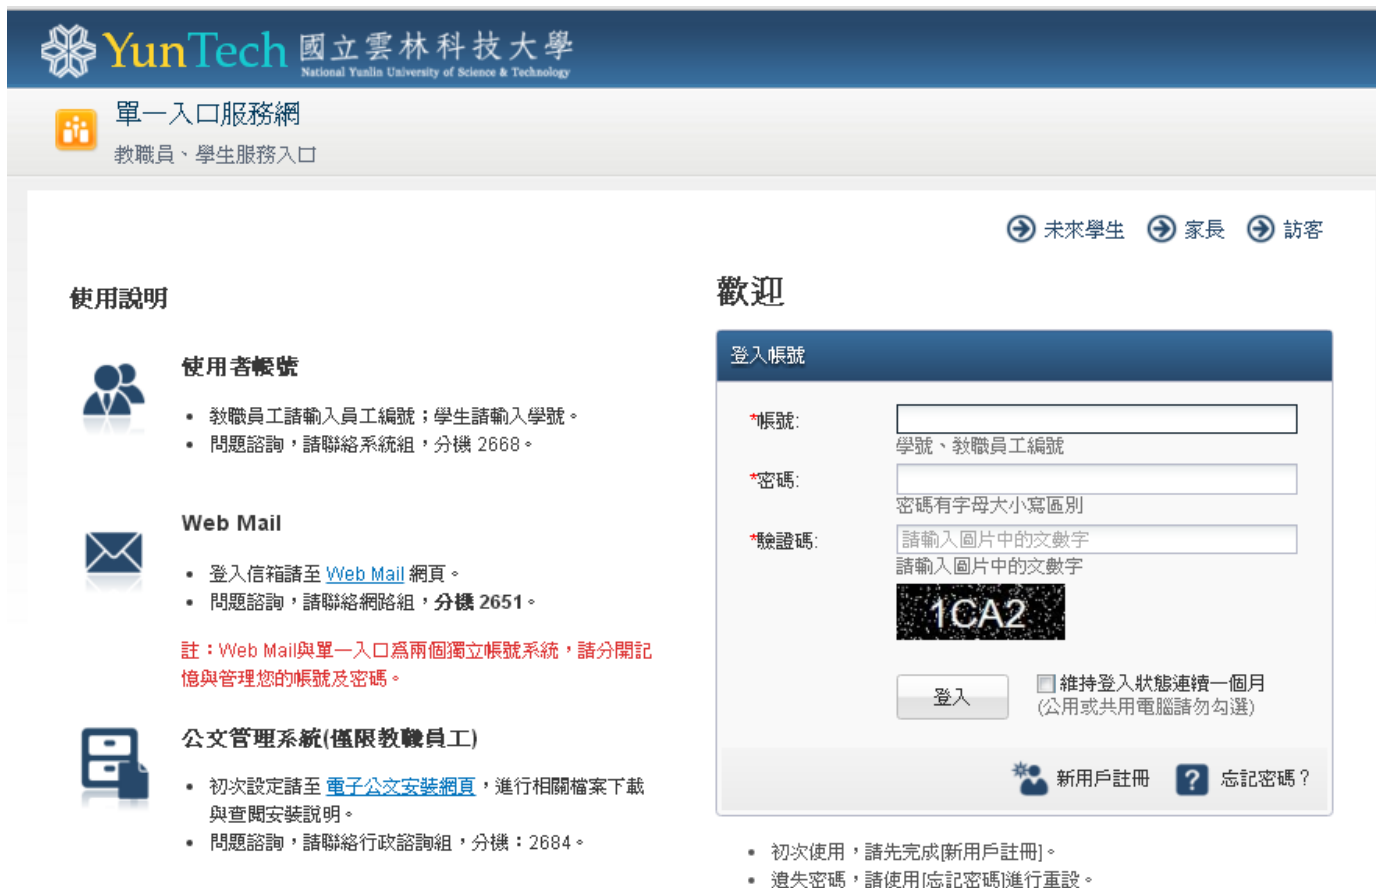 YunTech 國立雲林科技大學
National Yunlin University of Science & Technology
單一入口服務網
教職員、學生服務入口
未來學生 家長 訪客
使用說明
使用者帳號
• 教職員工請輸入員工編號；學生請輸入學號。
• 問題諮詢，請聯絡系統組，分機 2668。
Web Mail
• 登入信箱請至 Web Mail 網頁。
• 問題諮詢，請聯絡網路組，分機 2651。
註：Web Mail與單一入口為兩個獨立帳號系統，請分開記
憶與管理您的帳號及密碼。
公文管理系統(僅限教職員工)
• 初次設定請至 電子公文安裝網頁，進行相關檔案下載
與查閱安裝說明。
• 問題諮詢，請聯絡行政諮詢組，分機：2684。
歡迎
登入帳號
*帳號:
學號、教職員工編號
*密碼:
密碼有字母大小寫區別
*驗證碼: 請輸入圖片中的文數字
請輸入圖片中的文數字
1CA2
登入 維持登入狀態連續一個月
(公用或共用電腦請勿勾選)
新用戶註冊 ? 忘記密碼？
• 初次使用，請先完成[新用戶註冊]。
• 遺失密碼，請使用[忘記密碼]進行重設。